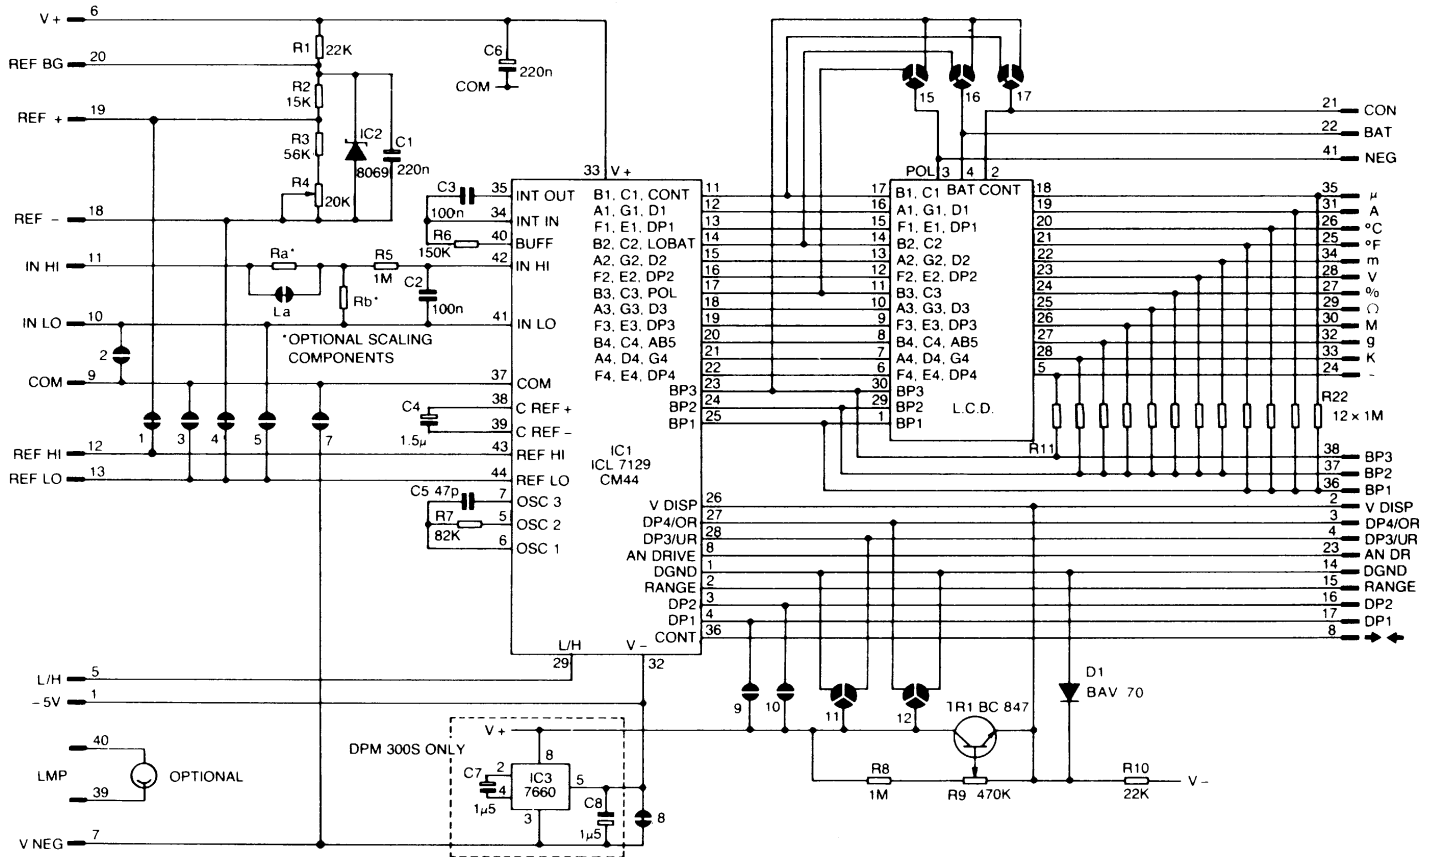 V + 6
REF BG 20
REF + 19
REF – 18
IN HI 11
IN LO 10
COM 9
REF HI 12
REF LO 13
L/H 5
– 5V 1
40
LMP
39
OPTIONAL
V NEG 7
R1 22K
R2 15K
R3 56K
R4 20K
IC2 8069
C1 220n
C6 220n
COM
Ra*
La
Rb*
R5 1M
C2 100n
C3 100n
R6 150K
*OPTIONAL SCALING
COMPONENTS
2
1
3
4
5
7
C4 1.5µ
C5 47p
R7 82K
33 V +
35 INT OUT
34 INT IN
40 BUFF
42 IN HI
41 IN LO
37 COM
38 C REF +
39 C REF –
43 REF HI
44 REF LO
7 OSC 3
5 OSC 2
6 OSC 1
IC1
ICL 7129
CM44
L/H 29
V – 32
B1, C1, CONT 11
A1, G1, D1 12
F1, E1, DP1 13
B2, C2, LOBAT 14
A2, G2, D2 15
F2, E2, DP2 16
B3, C3, POL 17
A3, G3, D3 18
F3, E3, DP3 19
B4, C4, AB5 20
A4, D4, G4 21
F4, E4, DP4 22
BP3 23
BP2 24
BP1 25
V DISP 26
DP4/OR 27
DP3/UR 28
AN DRIVE 8
DGND 1
RANGE 2
DP2 3
DP1 4
CONT 36
15
16
17
POL 3 4 2
BAT CONT
17 B1, C1
16 A1, G1, D1
15 F1, E1, DP1
14 B2, C2
13 A2, G2, D2
12 F2, E2, DP2
11 B3, C3
10 A3, G3, D3
9 F3, E3, DP3
8 B4, C4, AB5
7 A4, D4, G4
6 F4, E4, DP4
30 BP3
29 BP2
1 BP1
L.C.D.
18
19
20
21
22
23
24
25
26
27
28
5
21 CON
22 BAT
41 NEG
35 µ
31 A
26 °C
25 °F
34 m
28 V
27 %
29 Ω
30 M
32 g
33 K
24 –
R22
12 × 1M
R11
38 BP3
37 BP2
36 BP1
2 V DISP
3 DP4/OR
4 DP3/UR
23 AN DR
14 DGND
15 RANGE
16 DP2
17 DP1
8
9
10
11
12
TR1 BC 847
D1
BAV 70
R8 1M
R9 470K
R10 22K
V –
DPM 300S ONLY
V +
8
C7 1µ5
2
4
IC3
7660
5
3
C8 1µ5
8